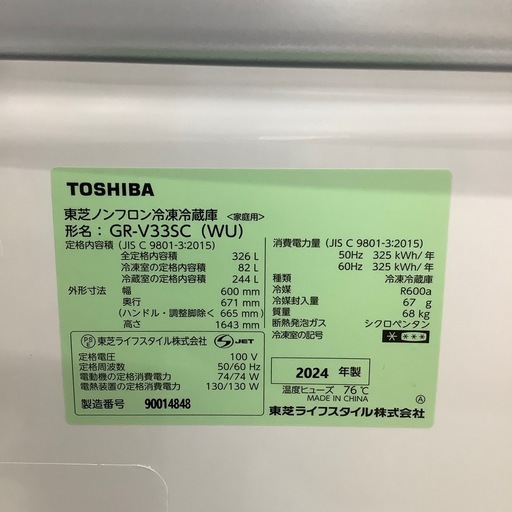 TOSHIBA
東芝ノンフロン冷凍冷蔵庫 <家庭用>
形名: GR-V33SC (WU)
定格内容積 (JIS C 9801-3:2015)
全定格内容積 326 L
冷凍室の定格内容積 82 L
冷蔵室の定格内容積 244 L
外形寸法 幅 600 mm
奥行 671 mm
(ハンドル・調整脚除く 665 mm)
高さ 1643 mm
東芝ライフスタイル株式会社 S JET
定格電圧 100 V
定格周波数 50/60 Hz
電動機の定格消費電力 74/74 W
電熱装置の定格消費電力 130/130 W
製造番号 90014848
消費電力量 (JIS C 9801-3:2015)
50Hz 325 kWh/年
60Hz 325 kWh/年
種類 冷凍冷蔵庫
冷媒 R600a
冷媒封入量 67 g
質量 68 kg
断熱発泡ガス シクロペンタン
冷凍室の記号
2024 年製
温度ヒューズ 76℃
MADE IN CHINA
東芝ライフスタイル株式会社
A